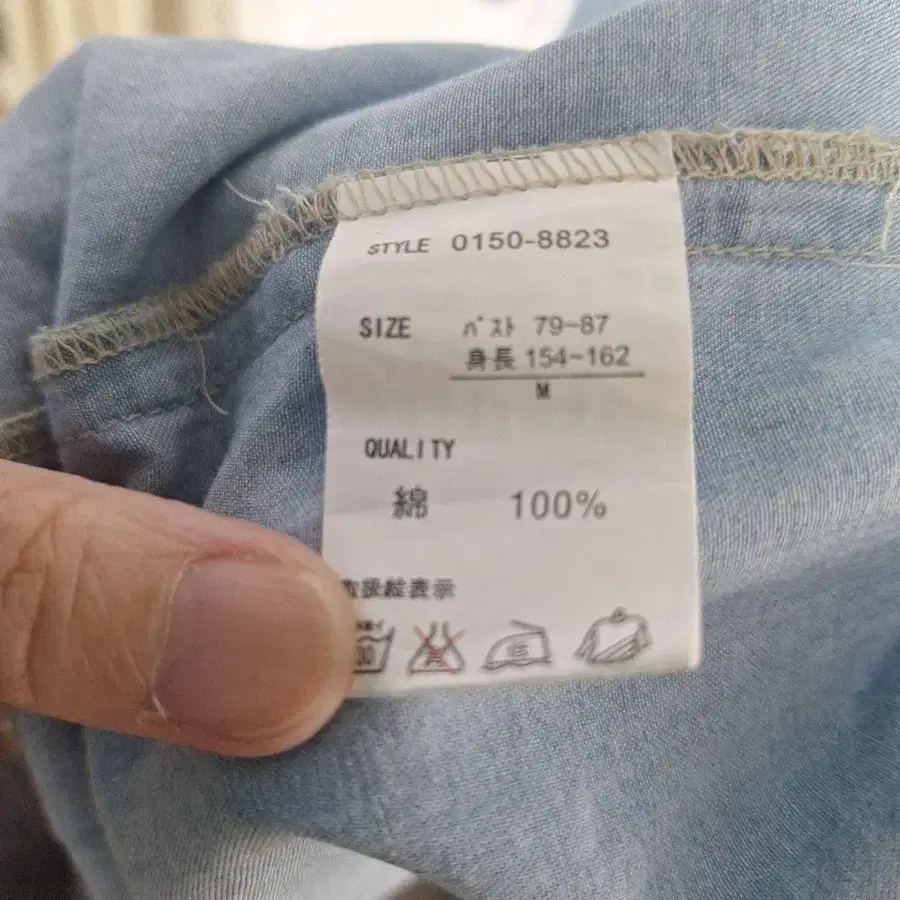 STYLE 0150-8823
SIZE バスト 79~87
身長 154~162
M
QUALITY
綿 100%
取扱絵表示